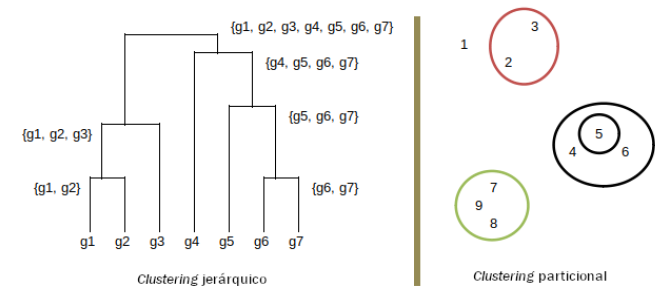 {g1, g2, g3, g4, g5, g6, g7}
{g4, g5, g6, g7}
{g5, g6, g7}
{g1, g2, g3}
{g1, g2}
{g6, g7}
g1 g2 g3 g4 g5 g6 g7
Clustering jerárquico
3
1
2
5
4 6
7
9
8
Clustering particional